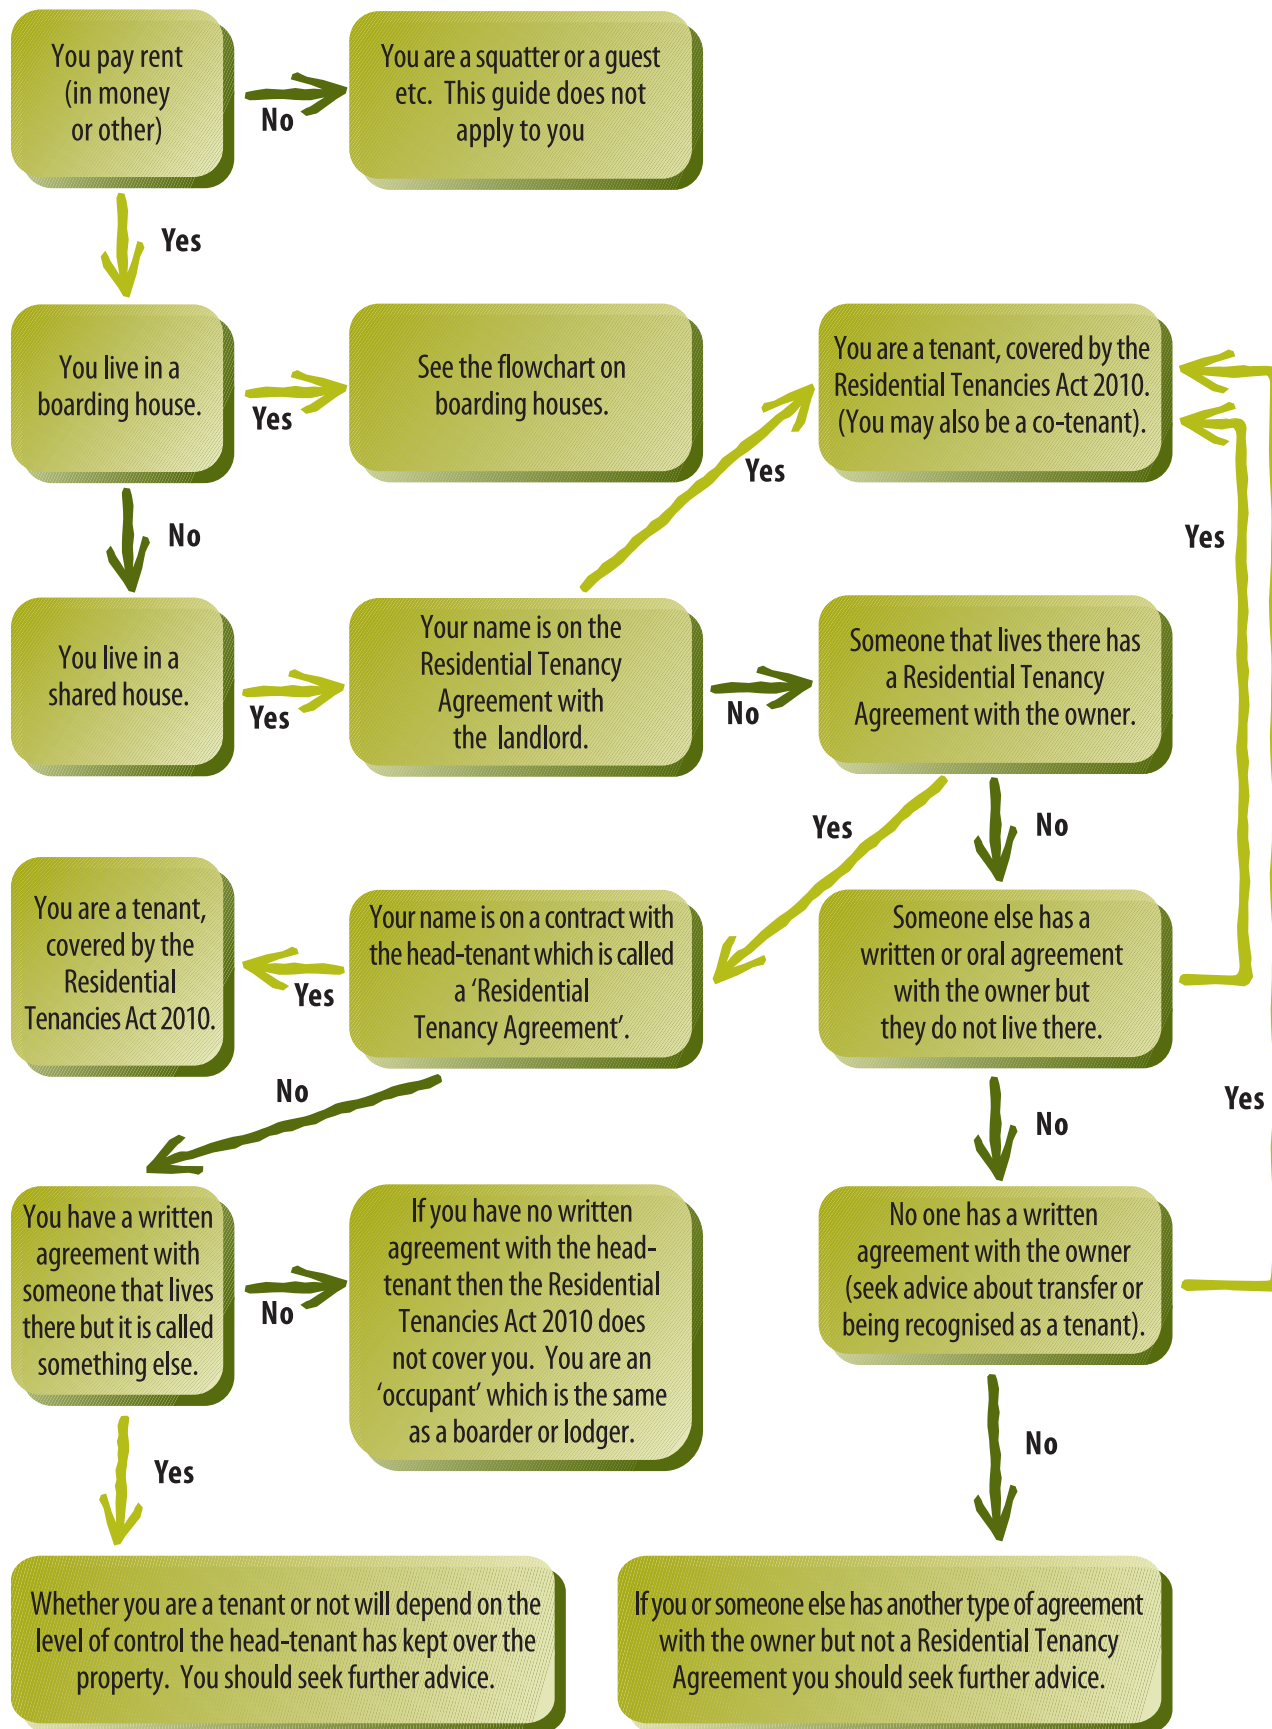 You pay rent
(in money
or other)
No
You are a squatter or a guest
etc.  This guide does not
apply to you
Yes
You live in a
boarding house.
Yes
See the flowchart on
boarding houses.
You are a tenant, covered by the
Residential Tenancies Act 2010.
(You may also be a co-tenant).
Yes
Yes
No
You live in a
shared house.
Yes
Your name is on the
Residential Tenancy
Agreement with
the  landlord.
No
Someone that lives there has
a Residential Tenancy
Agreement with the owner.
Yes
No
You are a tenant,
covered by the
Residential
Tenancies Act 2010.
Yes
Your name is on a contract with
the head-tenant which is called
a ‘Residential
Tenancy Agreement’.
Someone else has a
written or oral agreement
with the owner but
they do not live there.
No
No
Yes
You have a written
agreement with
someone that lives
there but it is called
something else.
No
If you have no written
agreement with the head-
tenant then the Residential
Tenancies Act 2010 does
not cover you.  You are an
‘occupant’ which is the same
as a boarder or lodger.
No one has a written
agreement with the owner
(seek advice about transfer or
being recognised as a tenant).
Yes
No
Whether you are a tenant or not will depend on the
level of control the head-tenant has kept over the
property.  You should seek further advice.
If you or someone else has another type of agreement
with the owner but not a Residential Tenancy
Agreement you should seek further advice.